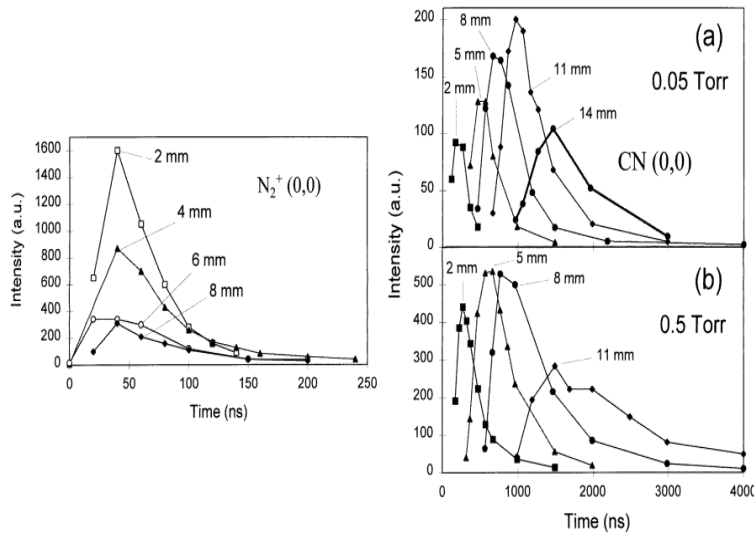 1600
1400
1200
1000
800
600
400
200
0
Intensity (a.u.)
2 mm
N₂⁺ (0,0)
4 mm
6 mm
8 mm
0 50 100 150 200 250
Time (ns)
200
150
100
50
0
Intensity (a.u.)
8 mm
5 mm
2 mm
11 mm
14 mm
(a)
0.05 Torr
CN (0,0)
500
400
300
200
100
0
Intensity (a.u.)
2 mm
5 mm
8 mm
11 mm
(b)
0.5 Torr
0 1000 2000 3000 4000
Time (ns)